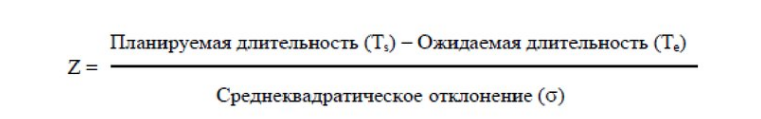 Планируемая длительность (Ts) – Ожидаемая длительность (Te)
Z =
Среднеквадратическое отклонение (σ)